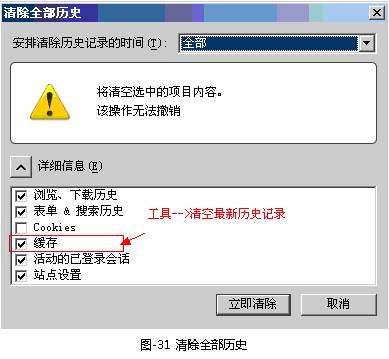 清除全部历史
安排清除历史记录的时间(T): 全部
将清空选中的项目内容。
该操作无法撤销
详细信息(E)
浏览、下载历史
表单 & 搜索历史
Cookies
缓存
活动的已登录会话
站点设置
工具-->清空最新历史记录
立即清除 取消
图-31 清除全部历史